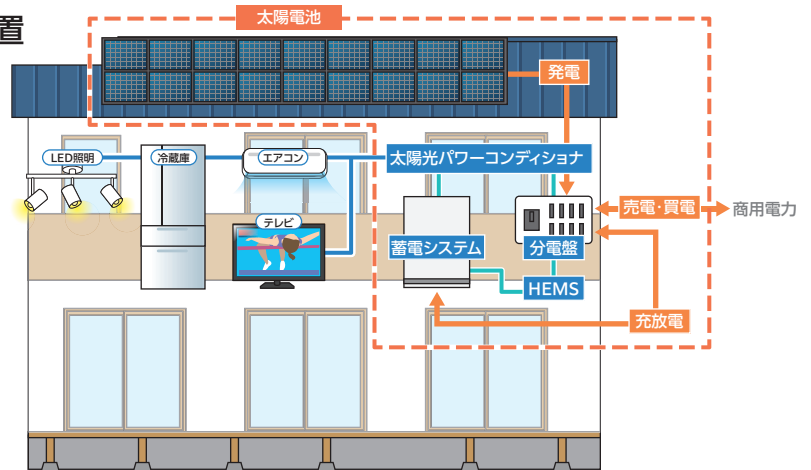 置
太陽電池
発電
LED照明
冷蔵庫
エアコン
太陽光パワーコンディショナ
テレビ
売電・買電
商用電力
蓄電システム
分電盤
HEMS
充放電